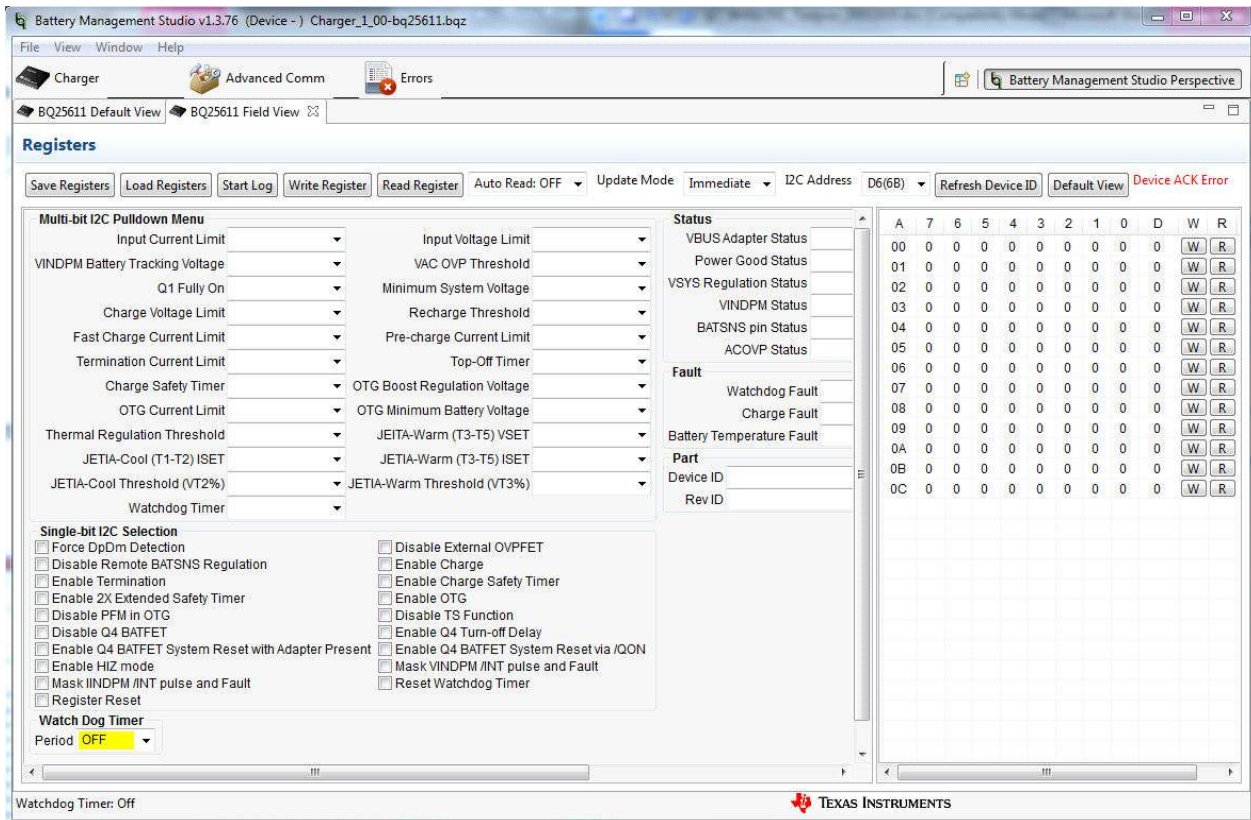 Battery Management Studio v1.3.76 (Device - ) Charger_1_00-bq25611.bqz
File View Window Help
Charger Advanced Comm Errors Battery Management Studio Perspective
BQ25611 Default View BQ25611 Field View
Registers
Save Registers Load Registers Start Log Write Register Read Register Auto Read: OFF Update Mode Immediate I2C Address D6(6B) Refresh Device ID Default View Device ACK Error
Multi-bit I2C Pulldown Menu
Input Current Limit Input Voltage Limit
VINDPM Battery Tracking Voltage VAC OVP Threshold
Q1 Fully On Minimum System Voltage
Charge Voltage Limit Recharge Threshold
Fast Charge Current Limit Pre-charge Current Limit
Termination Current Limit Top-Off Timer
Charge Safety Timer OTG Boost Regulation Voltage
OTG Current Limit OTG Minimum Battery Voltage
Thermal Regulation Threshold JEITA-Warm (T3-T5) VSET
JETIA-Cool (T1-T2) ISET JETIA-Warm (T3-T5) ISET
JETIA-Cool Threshold (VT2%) JETIA-Warm Threshold (VT3%)
Watchdog Timer
Single-bit I2C Selection
Force DpDm Detection Disable External OVPFET
Disable Remote BATSNS Regulation Enable Charge
Enable Termination Enable Charge Safety Timer
Enable 2X Extended Safety Timer Enable OTG
Disable PFM in OTG Disable TS Function
Disable Q4 BATFET Enable Q4 Turn-off Delay
Enable Q4 BATFET System Reset with Adapter Present Enable Q4 BATFET System Reset via /QON
Enable HIZ mode Mask VINDPM /INT pulse and Fault
Mask IINDPM /INT pulse and Fault Reset Watchdog Timer
Register Reset
Watch Dog Timer
Period OFF
Status
VBUS Adapter Status
Power Good Status
VSYS Regulation Status
VINDPM Status
BATSNS pin Status
ACOVP Status
Fault
Watchdog Fault
Charge Fault
Battery Temperature Fault
Part
Device ID
Rev ID
A 7 6 5 4 3 2 1 0 D W R
00 0 0 0 0 0 0 0 0 0 W R
01 0 0 0 0 0 0 0 0 0 W R
02 0 0 0 0 0 0 0 0 0 W R
03 0 0 0 0 0 0 0 0 0 W R
04 0 0 0 0 0 0 0 0 0 W R
05 0 0 0 0 0 0 0 0 0 W R
06 0 0 0 0 0 0 0 0 0 W R
07 0 0 0 0 0 0 0 0 0 W R
08 0 0 0 0 0 0 0 0 0 W R
09 0 0 0 0 0 0 0 0 0 W R
0A 0 0 0 0 0 0 0 0 0 W R
0B 0 0 0 0 0 0 0 0 0 W R
0C 0 0 0 0 0 0 0 0 0 W R
Watchdog Timer: Off TEXAS INSTRUMENTS